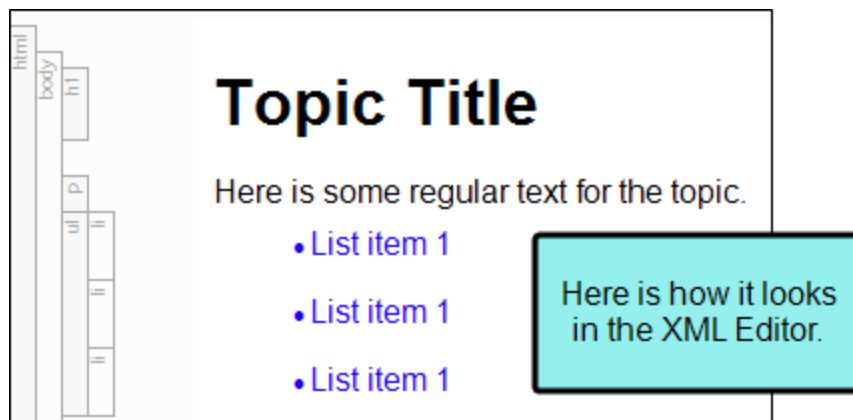 html
body
h1
Topic Title
p
Here is some regular text for the topic.
ul
li
• List item 1
li
• List item 1
li
• List item 1
Here is how it looks
in the XML Editor.